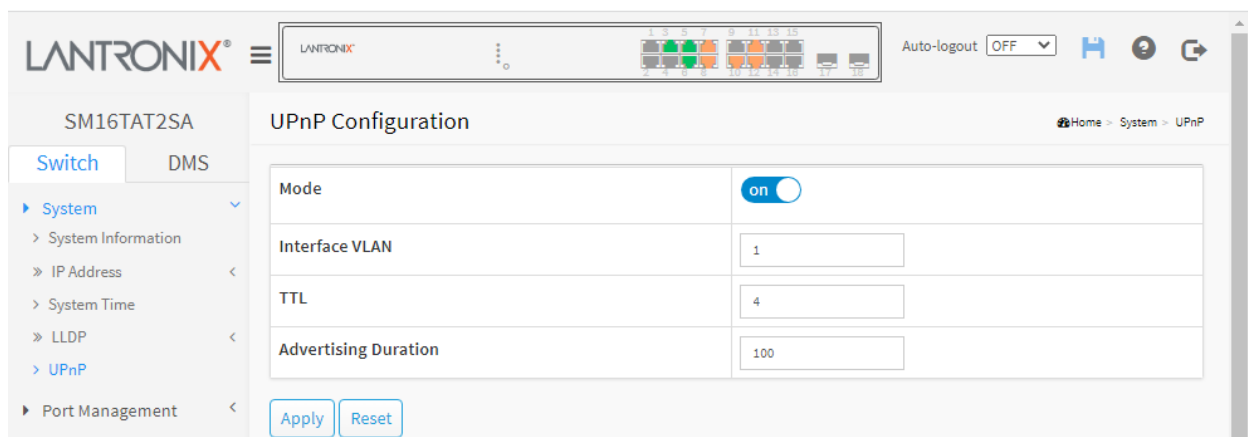 LANTRONIX®
LANTRONIX
1 3 5 7 9 11 13 15
2 4 6 8 10 12 14 16 17 18
Auto-logout OFF
SM16TAT2SA
UPnP Configuration
Home > System > UPnP
Switch DMS
System
> System Information
» IP Address <
> System Time
» LLDP <
> UPnP
Port Management <
Mode on
Interface VLAN 1
TTL 4
Advertising Duration 100
Apply Reset